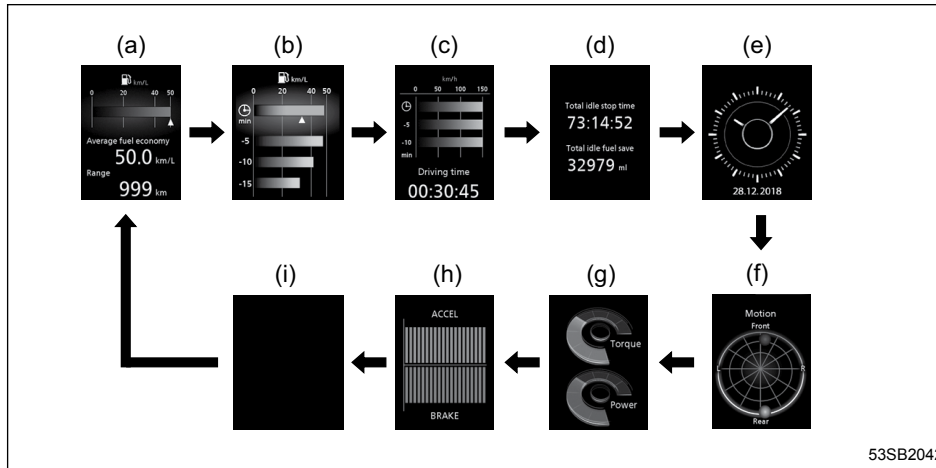 (a)
km/L
0 20 40 50
Average fuel economy
50.0 km/L
Range
999 km
(b)
km/L
0 20 40 50
min
-5
-10
-15
(c)
km/h
0 50 100 150
-5
-10
min
Driving time
00:30:45
(d)
Total idle stop time
73:14:52
Total idle fuel save
32979 ml
(e)
28.12.2018
(f)
Motion
Front
L R
Rear
(g)
Torque
Power
(h)
ACCEL
BRAKE
(i)
53SB2042